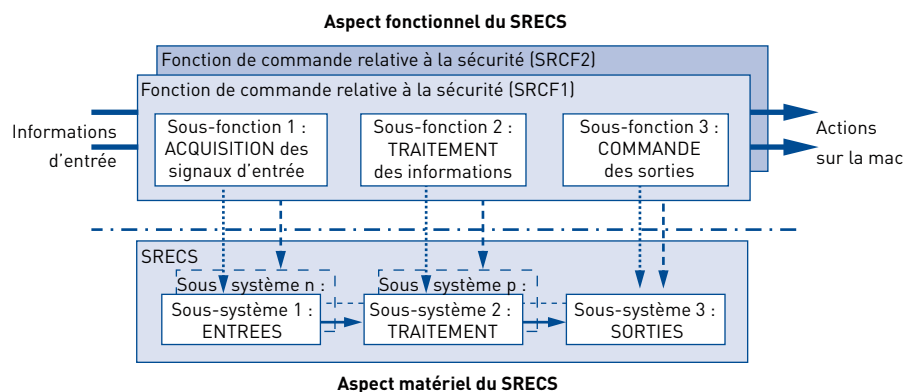 Aspect fonctionnel du SRECS
Fonction de commande relative à la sécurité (SRCF2)
Fonction de commande relative à la sécurité (SRCF1)
Informations
d'entrée
Sous-fonction 1 :
ACQUISITION des
signaux d'entrée
Sous-fonction 2 :
TRAITEMENT
des informations
Sous-fonction 3 :
COMMANDE
des sorties
Actions
sur la mac
SRECS
Sous système n :
Sous système p :
Sous-système 1 :
ENTREES
Sous-système 2 :
TRAITEMENT
Sous-système 3 :
SORTIES
Aspect matériel du SRECS